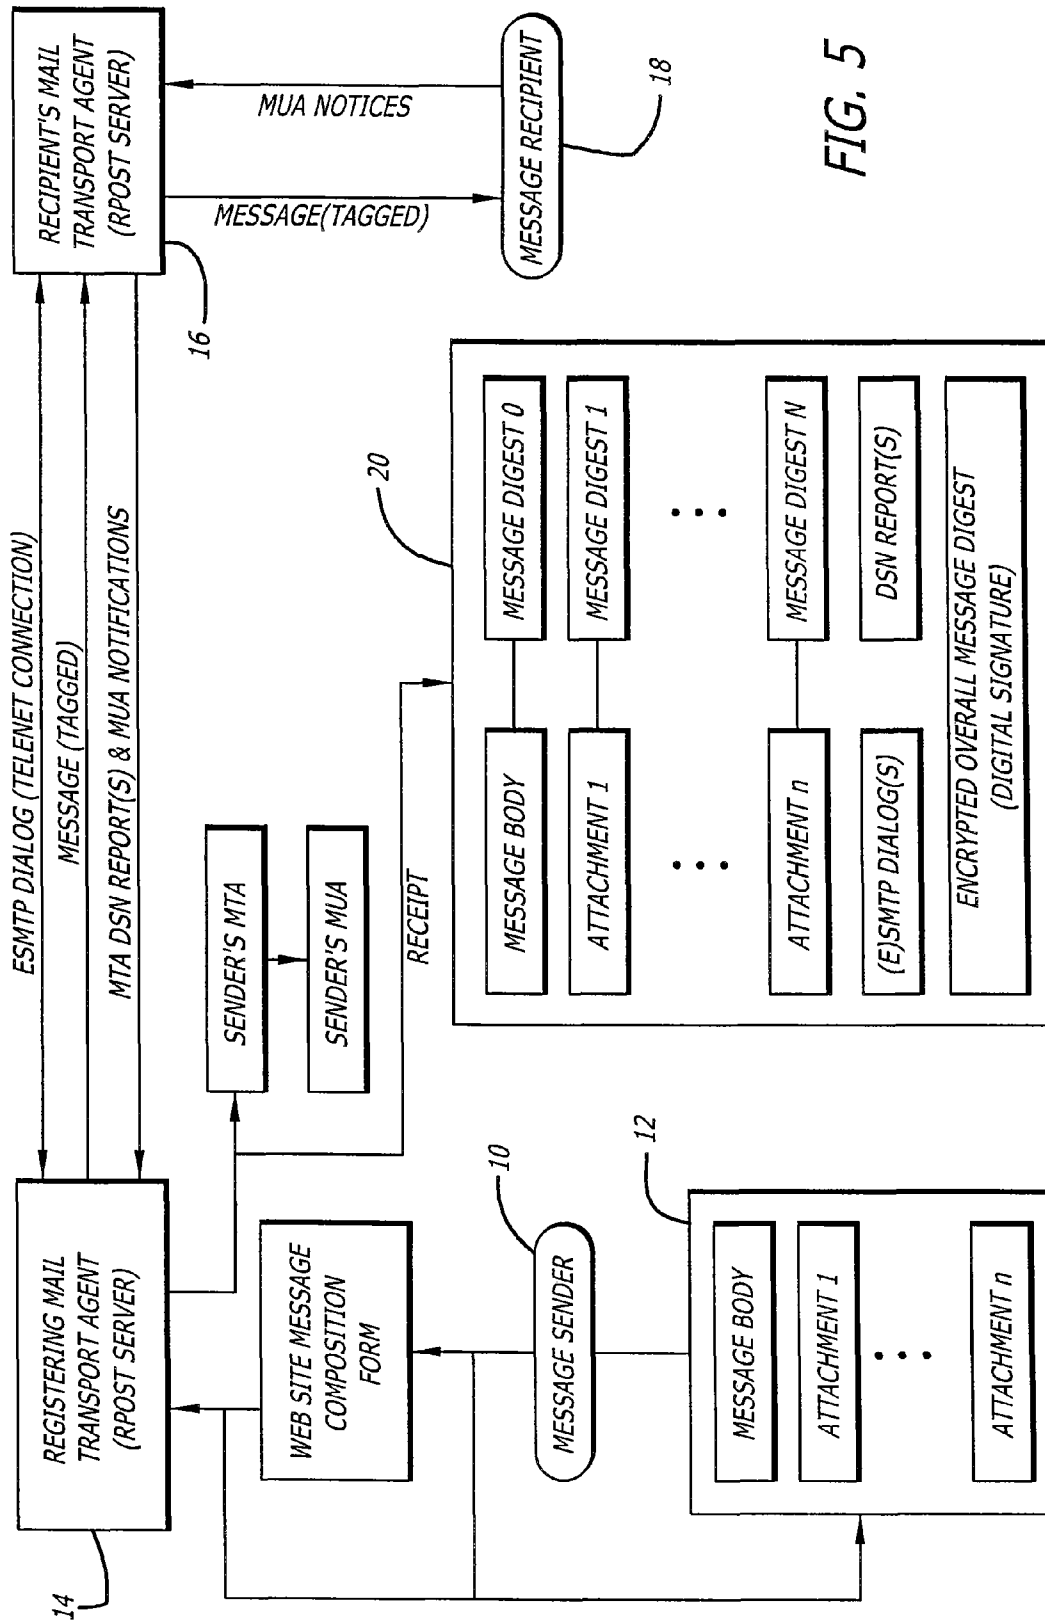 ESMTP DIALOG (TELENET CONNECTION)
MESSAGE (TAGGED)
MTA DSN REPORT(S) & MUA NOTIFICATIONS
14
REGISTERING MAIL
TRANSPORT AGENT
(RPOST SERVER)
RECIPIENT'S MAIL
TRANSPORT AGENT
(RPOST SERVER)
16
MESSAGE(TAGGED)
MUA NOTICES
MESSAGE RECIPIENT
18
SENDER'S MTA
SENDER'S MUA
RECEIPT
WEB SITE MESSAGE
COMPOSITION
FORM
10
MESSAGE SENDER
12
MESSAGE BODY
ATTACHMENT 1
• • •
ATTACHMENT n
20
MESSAGE BODY
MESSAGE DIGEST 0
ATTACHMENT 1
MESSAGE DIGEST 1
• • •
• • •
ATTACHMENT n
MESSAGE DIGEST N
(E)SMTP DIALOG(S)
DSN REPORT(S)
ENCRYPTED OVERALL MESSAGE DIGEST
(DIGITAL SIGNATURE)
FIG. 5